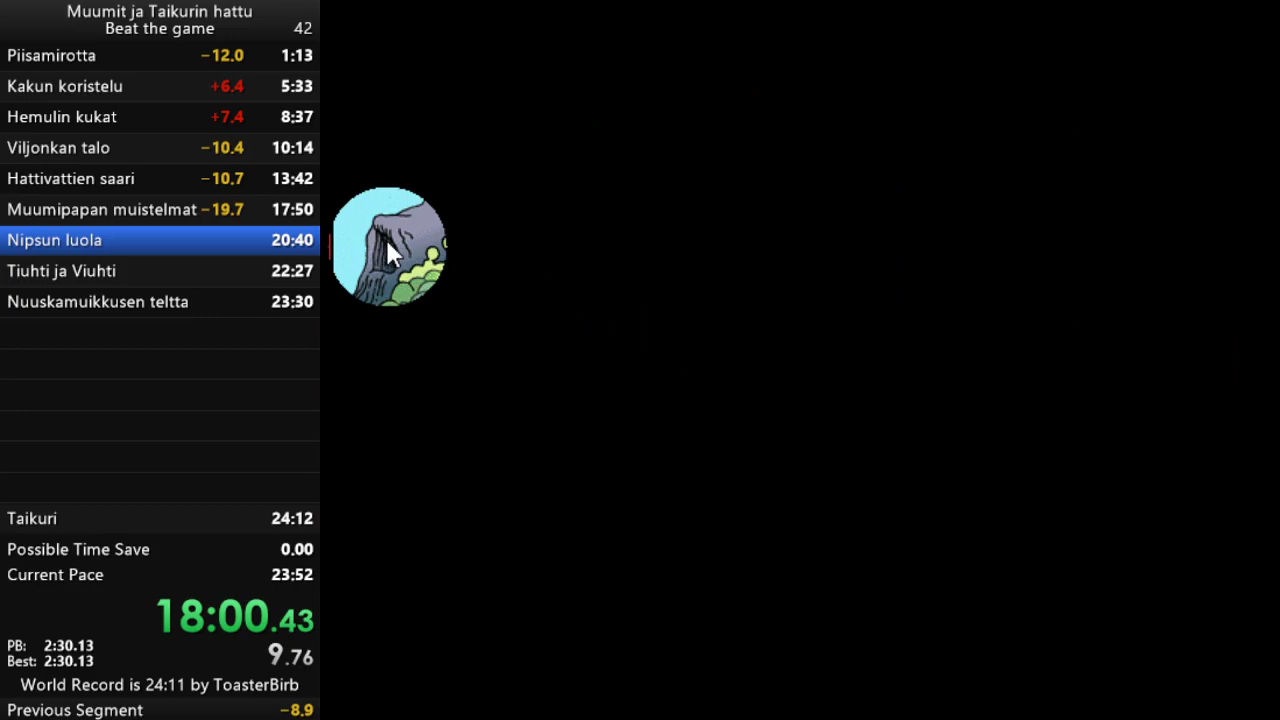 Muumit ja Taikurin hattu
Beat the game 42
Piisamirotta −12.0 1:13
Kakun koristelu +6.4 5:33
Hemulin kukat +7.4 8:37
Viljonkan talo −10.4 10:14
Hattivattien saari −10.7 13:42
Muumipapan muistelmat −19.7 17:50
Nipsun luola 20:40
Tiuhti ja Viuhti 22:27
Nuuskamuikkusen teltta 23:30
Taikuri 24:12
Possible Time Save 0.00
Current Pace 23:52
18:00.43
PB: 2:30.13
Best: 2:30.13
9.76
World Record is 24:11 by ToasterBirb
Previous Segment −8.9